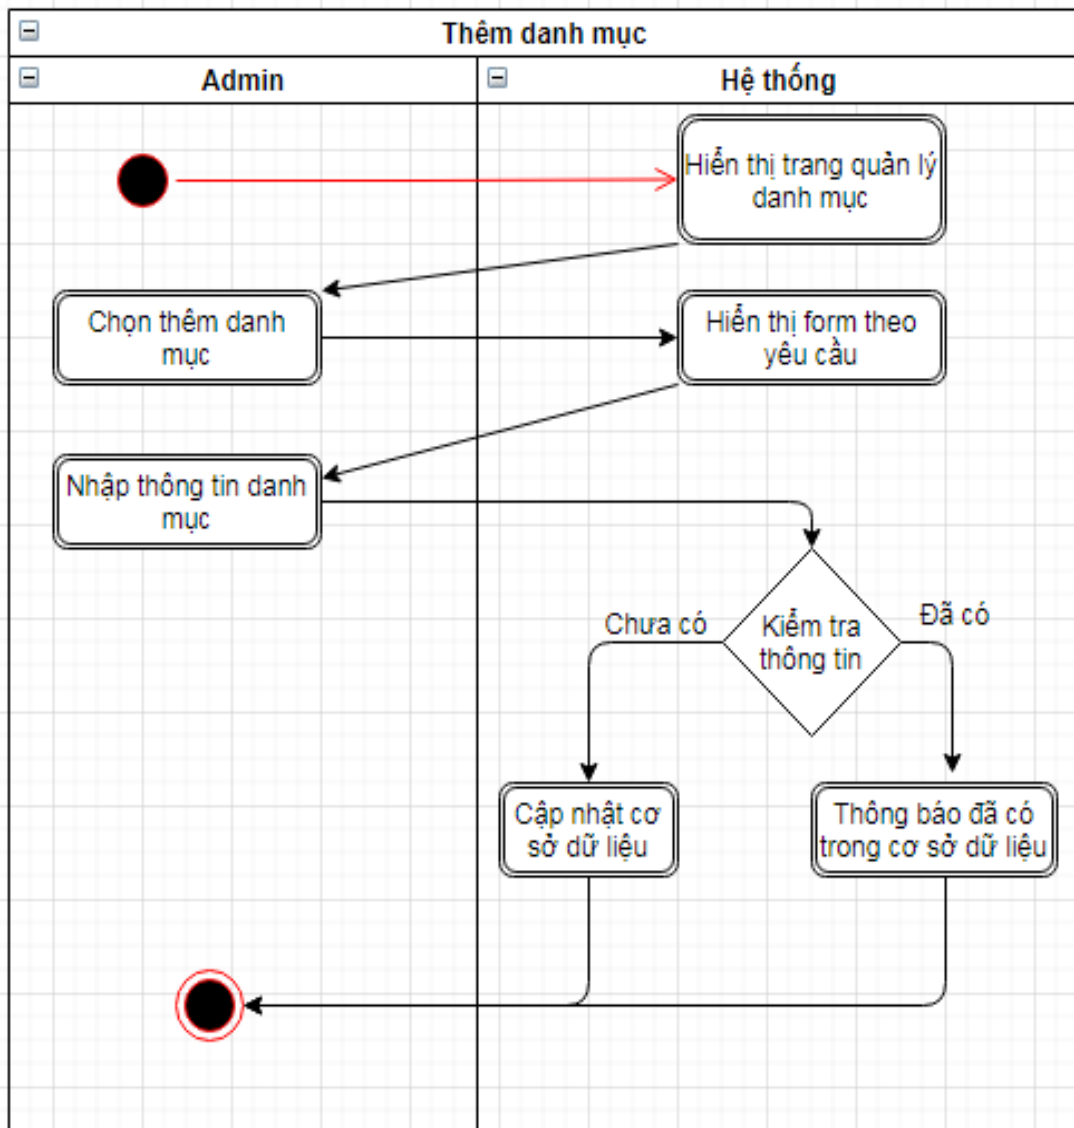 Thêm danh mục
Admin
Hệ thống
Hiển thị trang quản lý
danh mục
Chọn thêm danh
mục
Hiển thị form theo
yêu cầu
Nhập thông tin danh
mục
Chưa có
Kiểm tra
thông tin
Đã có
Cập nhật cơ
sở dữ liệu
Thông báo đã có
trong cơ sở dữ liệu